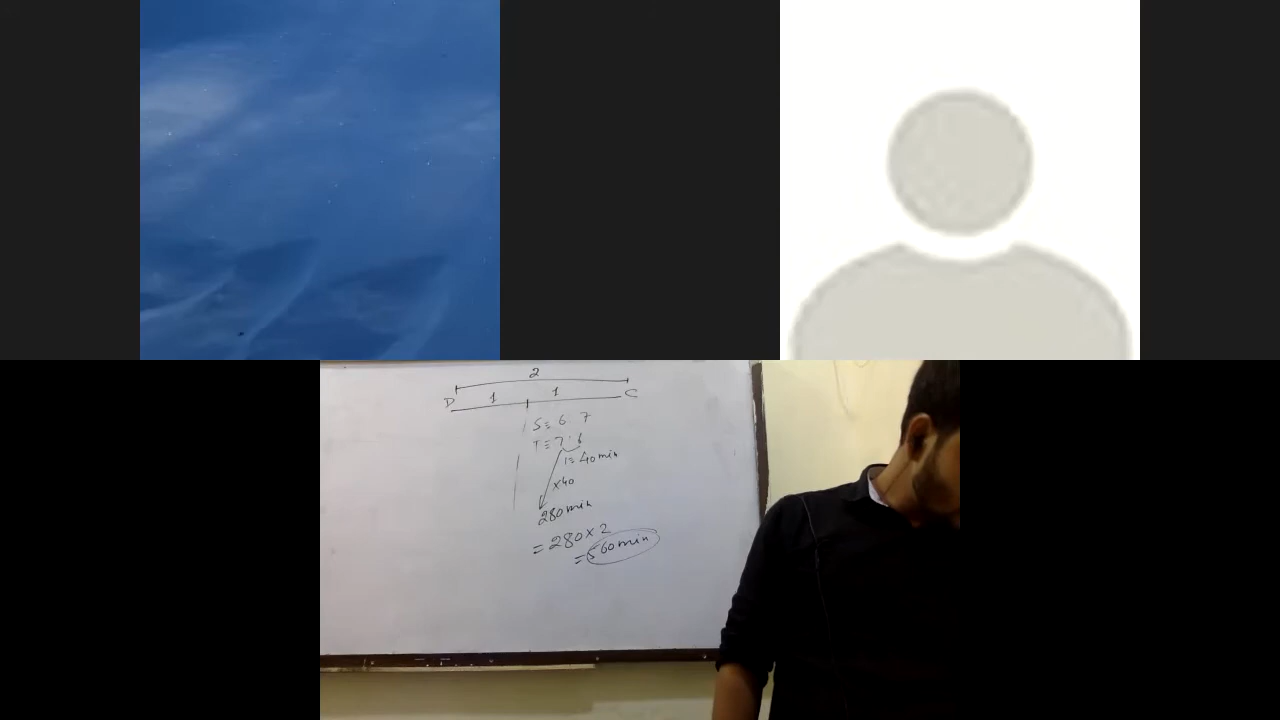 2
D 1 1 C
S = 6 7
T = 7 : 6
1 = 40 min
×40
280 min
= 280 × 2
= 560 min